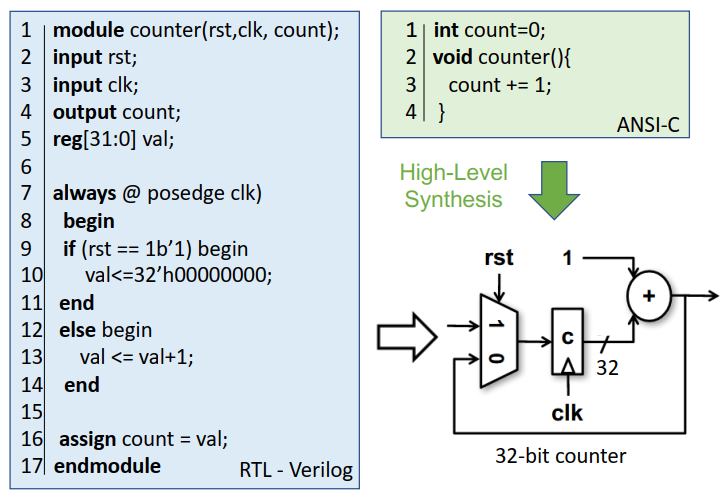 1 module counter(rst,clk, count);
2 input rst;
3 input clk;
4 output count;
5 reg[31:0] val;
6
7 always @ posedge clk)
8 begin
9 if (rst == 1b’1) begin
10 val<=32’h00000000;
11 end
12 else begin
13 val <= val+1;
14 end
15
16 assign count = val;
17 endmodule
RTL - Verilog
1 int count=0;
2 void counter(){
3 count += 1;
4 }
ANSI-C
High-Level
Synthesis
rst
1
+
1
0
c
32
clk
32-bit counter